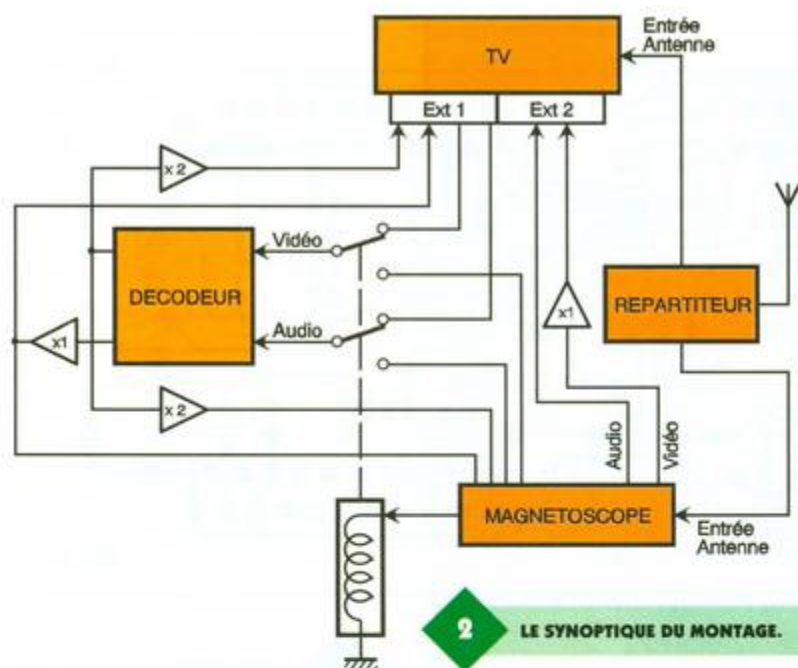 Entrée
Antenne
TV
Ext 1
Ext 2
x 2
Vidéo
DECODEUR
x1
REPARTITEUR
x1
Audio
x 2
Audio
Vidéo
MAGNETOSCOPE
Entrée
Antenne
2
LE SYNOPTIQUE DU MONTAGE.